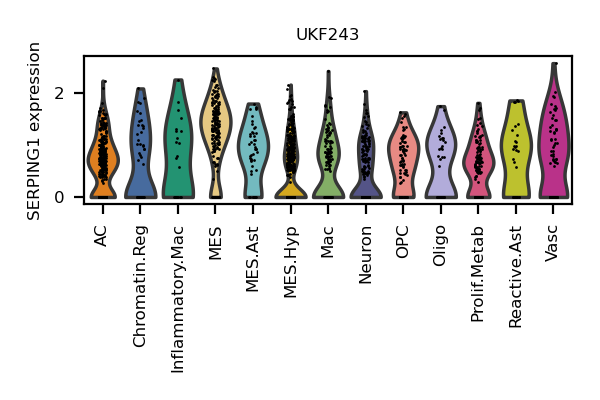 UKF243
SERPING1 expression
2
0
AC
Chromatin.Reg
Inflammatory.Mac
MES
MES.Ast
MES.Hyp
Mac
Neuron
OPC
Oligo
Prolif.Metab
Reactive.Ast
Vasc